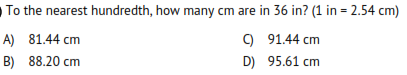 ) To the nearest hundredth, how many cm are in 36 in? (1 in = 2.54 cm)
A) 81.44 cm
C) 91.44 cm
B) 88.20 cm
D) 95.61 cm